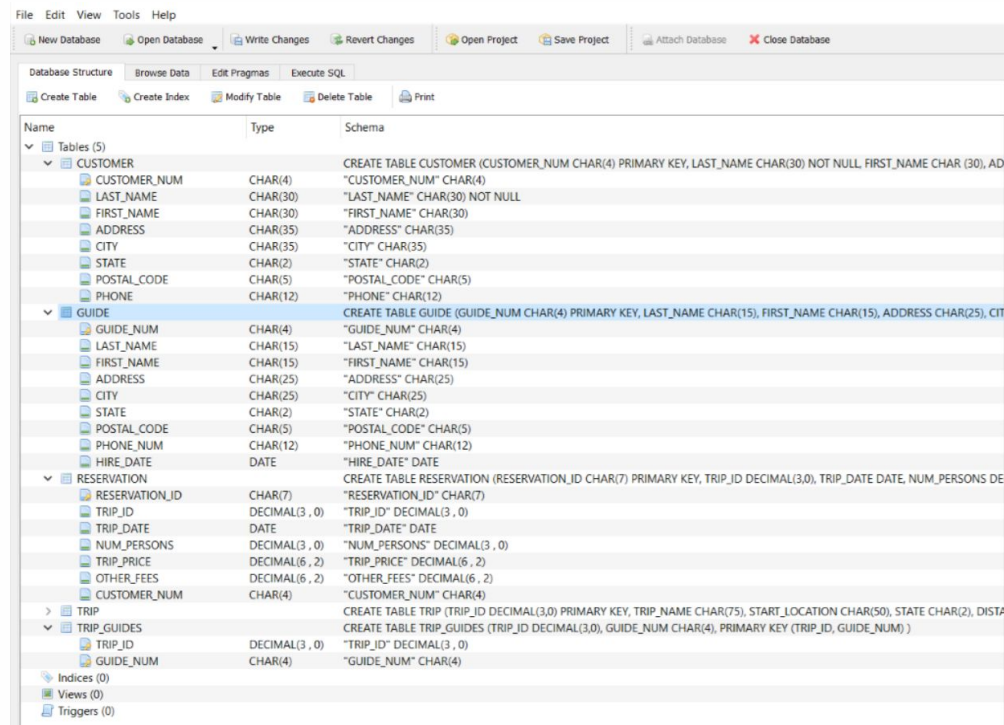 File Edit View Tools Help
New Database Open Database Write Changes Revert Changes Open Project Save Project Attach Database Close Database
Database Structure Browse Data Edit Pragmas Execute SQL
Create Table Create Index Modify Table Delete Table Print
Name Type Schema
Tables (5)
CUSTOMER CREATE TABLE CUSTOMER (CUSTOMER_NUM CHAR(4) PRIMARY KEY, LAST_NAME CHAR(30) NOT NULL, FIRST_NAME CHAR (30), AD
CUSTOMER_NUM CHAR(4) "CUSTOMER_NUM" CHAR(4)
LAST_NAME CHAR(30) "LAST_NAME" CHAR(30) NOT NULL
FIRST_NAME CHAR(30) "FIRST_NAME" CHAR(30)
ADDRESS CHAR(35) "ADDRESS" CHAR(35)
CITY CHAR(35) "CITY" CHAR(35)
STATE CHAR(2) "STATE" CHAR(2)
POSTAL_CODE CHAR(5) "POSTAL_CODE" CHAR(5)
PHONE CHAR(12) "PHONE" CHAR(12)
GUIDE CREATE TABLE GUIDE (GUIDE_NUM CHAR(4) PRIMARY KEY, LAST_NAME CHAR(15), FIRST_NAME CHAR(15), ADDRESS CHAR(25), CIT
GUIDE_NUM CHAR(4) "GUIDE_NUM" CHAR(4)
LAST_NAME CHAR(15) "LAST_NAME" CHAR(15)
FIRST_NAME CHAR(15) "FIRST_NAME" CHAR(15)
ADDRESS CHAR(25) "ADDRESS" CHAR(25)
CITY CHAR(25) "CITY" CHAR(25)
STATE CHAR(2) "STATE" CHAR(2)
POSTAL_CODE CHAR(5) "POSTAL_CODE" CHAR(5)
PHONE_NUM CHAR(12) "PHONE_NUM" CHAR(12)
HIRE_DATE DATE "HIRE_DATE" DATE
RESERVATION CREATE TABLE RESERVATION (RESERVATION_ID CHAR(7) PRIMARY KEY, TRIP_ID DECIMAL(3,0), TRIP_DATE DATE, NUM_PERSONS DE
RESERVATION_ID CHAR(7) "RESERVATION_ID" CHAR(7)
TRIP_ID DECIMAL(3 , 0) "TRIP_ID" DECIMAL(3 , 0)
TRIP_DATE DATE "TRIP_DATE" DATE
NUM_PERSONS DECIMAL(3 , 0) "NUM_PERSONS" DECIMAL(3 , 0)
TRIP_PRICE DECIMAL(6 , 2) "TRIP_PRICE" DECIMAL(6 , 2)
OTHER_FEES DECIMAL(6 , 2) "OTHER_FEES" DECIMAL(6 , 2)
CUSTOMER_NUM CHAR(4) "CUSTOMER_NUM" CHAR(4)
TRIP CREATE TABLE TRIP (TRIP_ID DECIMAL(3,0) PRIMARY KEY, TRIP_NAME CHAR(75), START_LOCATION CHAR(50), STATE CHAR(2), DISTA
TRIP_GUIDES CREATE TABLE TRIP_GUIDES (TRIP_ID DECIMAL(3,0), GUIDE_NUM CHAR(4), PRIMARY KEY (TRIP_ID, GUIDE_NUM) )
TRIP_ID DECIMAL(3 , 0) "TRIP_ID" DECIMAL(3 , 0)
GUIDE_NUM CHAR(4) "GUIDE_NUM" CHAR(4)
Indices (0)
Views (0)
Triggers (0)